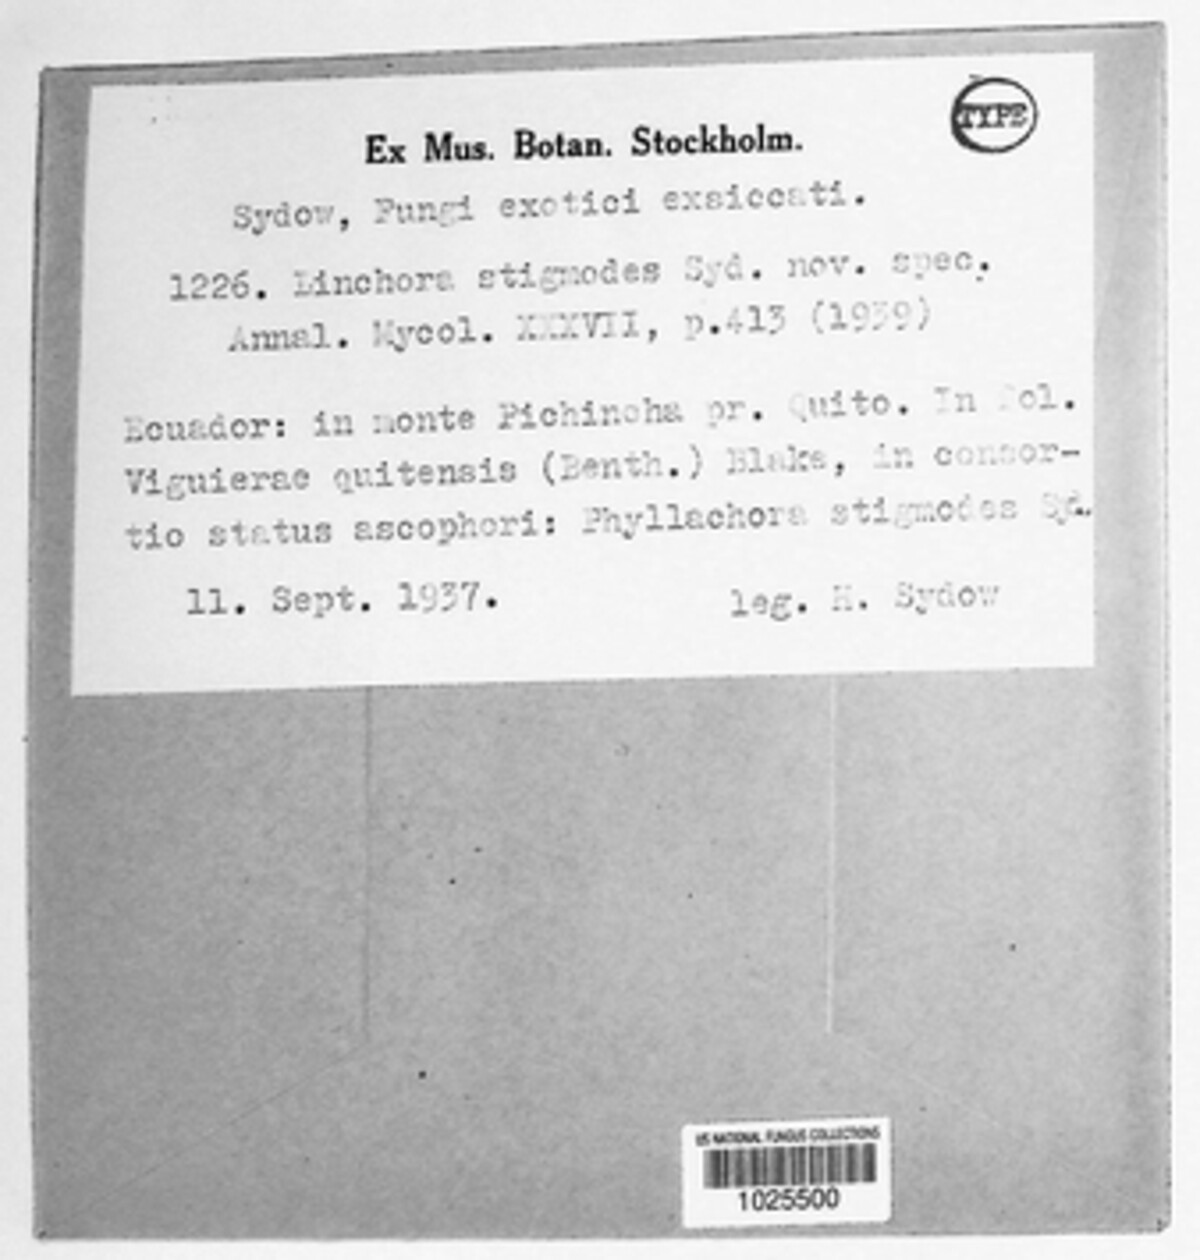 TYPE
Ex Mus. Botan. Stockholm.
Sydow, Fungi exotici exsiccati.
1226. Linchora stigmodes Syd. nov. spec.
Annal. Mycol. XXXVII, p.413 (1939)
Ecuador: in monte Pichincha pr. Quito. In fol.
Viguierae quitensis (Benth.) Blake, in consor-
tio status ascophori: Phyllachora stigmodes Syd.
11. Sept. 1937. leg. H. Sydow
US NATIONAL FUNGUS COLLECTIONS
1025500